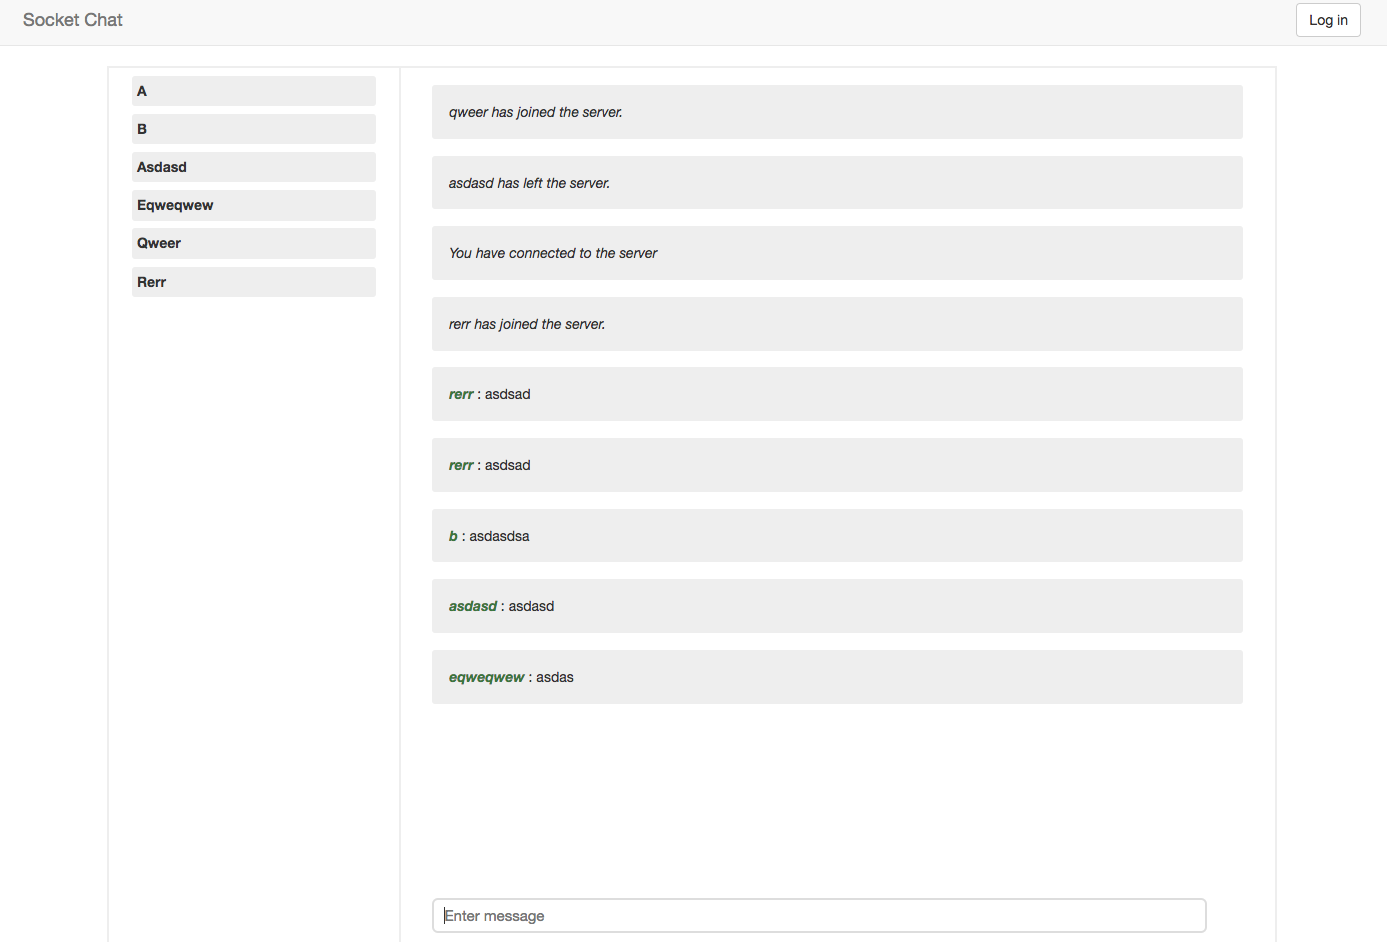 Socket Chat
Log in
A
B
Asdasd
Eqweqwew
Qweer
Rerr
qweer has joined the server.
asdasd has left the server.
You have connected to the server
rerr has joined the server.
rerr : asdsad
rerr : asdsad
b : asdasdsa
asdasd : asdasd
eqweqwew : asdas
Enter message